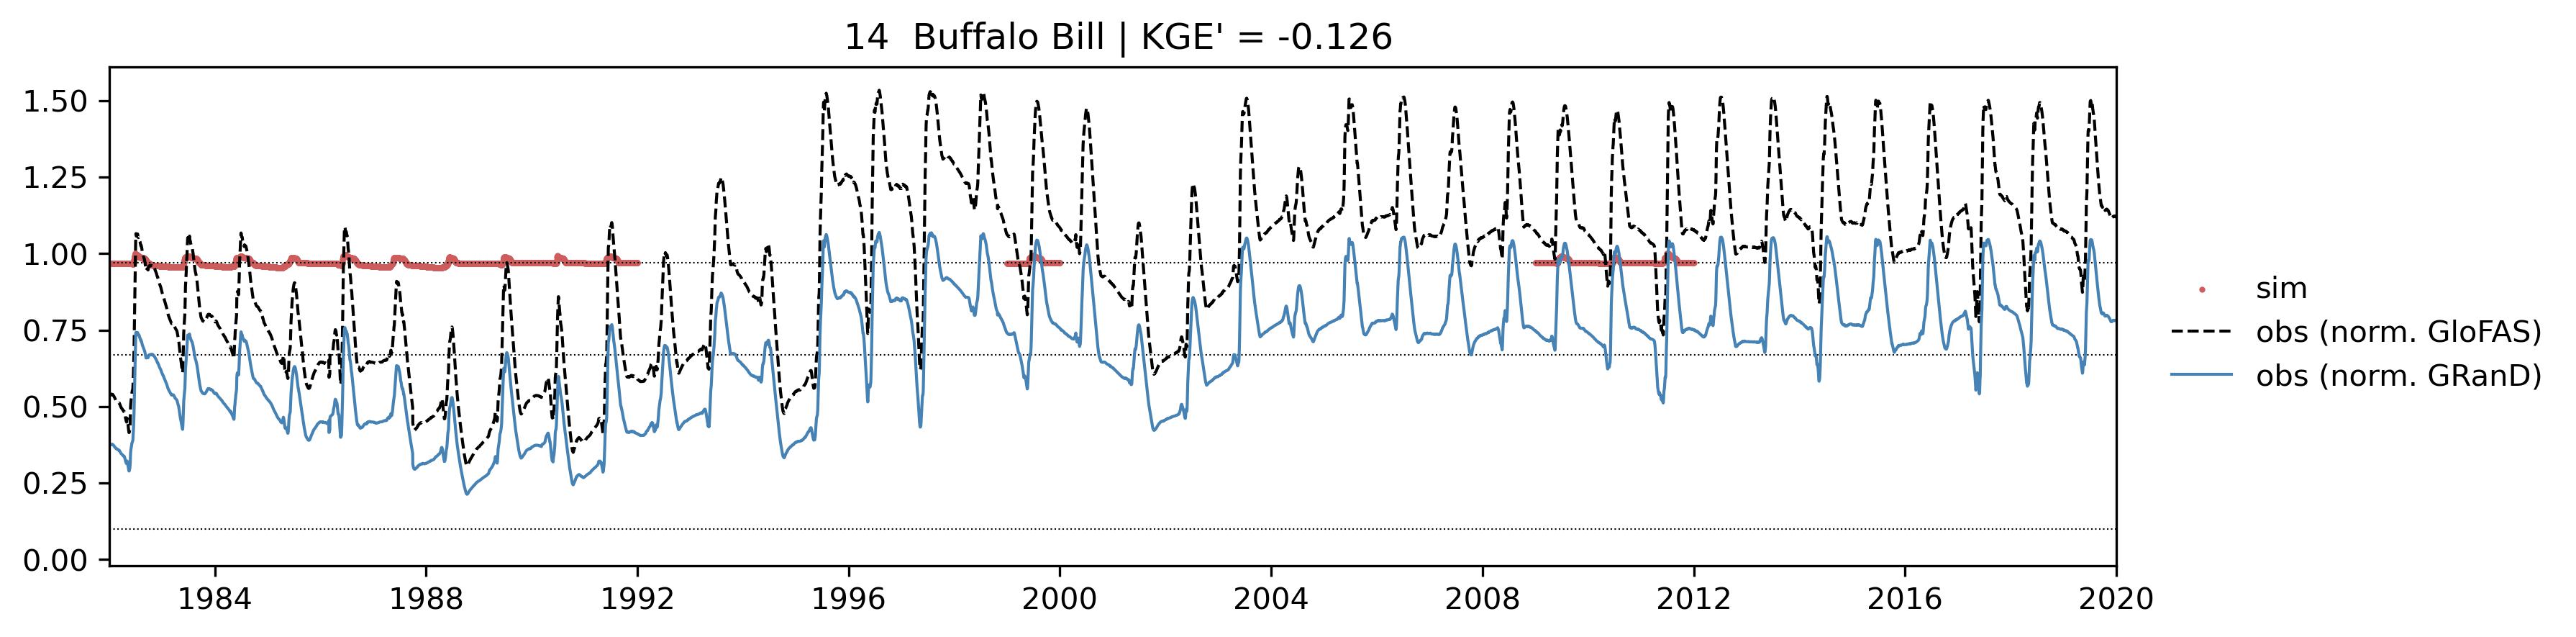 14  Buffalo Bill | KGE' = -0.126
1.50
1.25
1.00
0.75
0.50
0.25
0.00
1984 1988 1992 1996 2000 2004 2008 2012 2016 2020
sim
obs (norm. GloFAS)
obs (norm. GRanD)